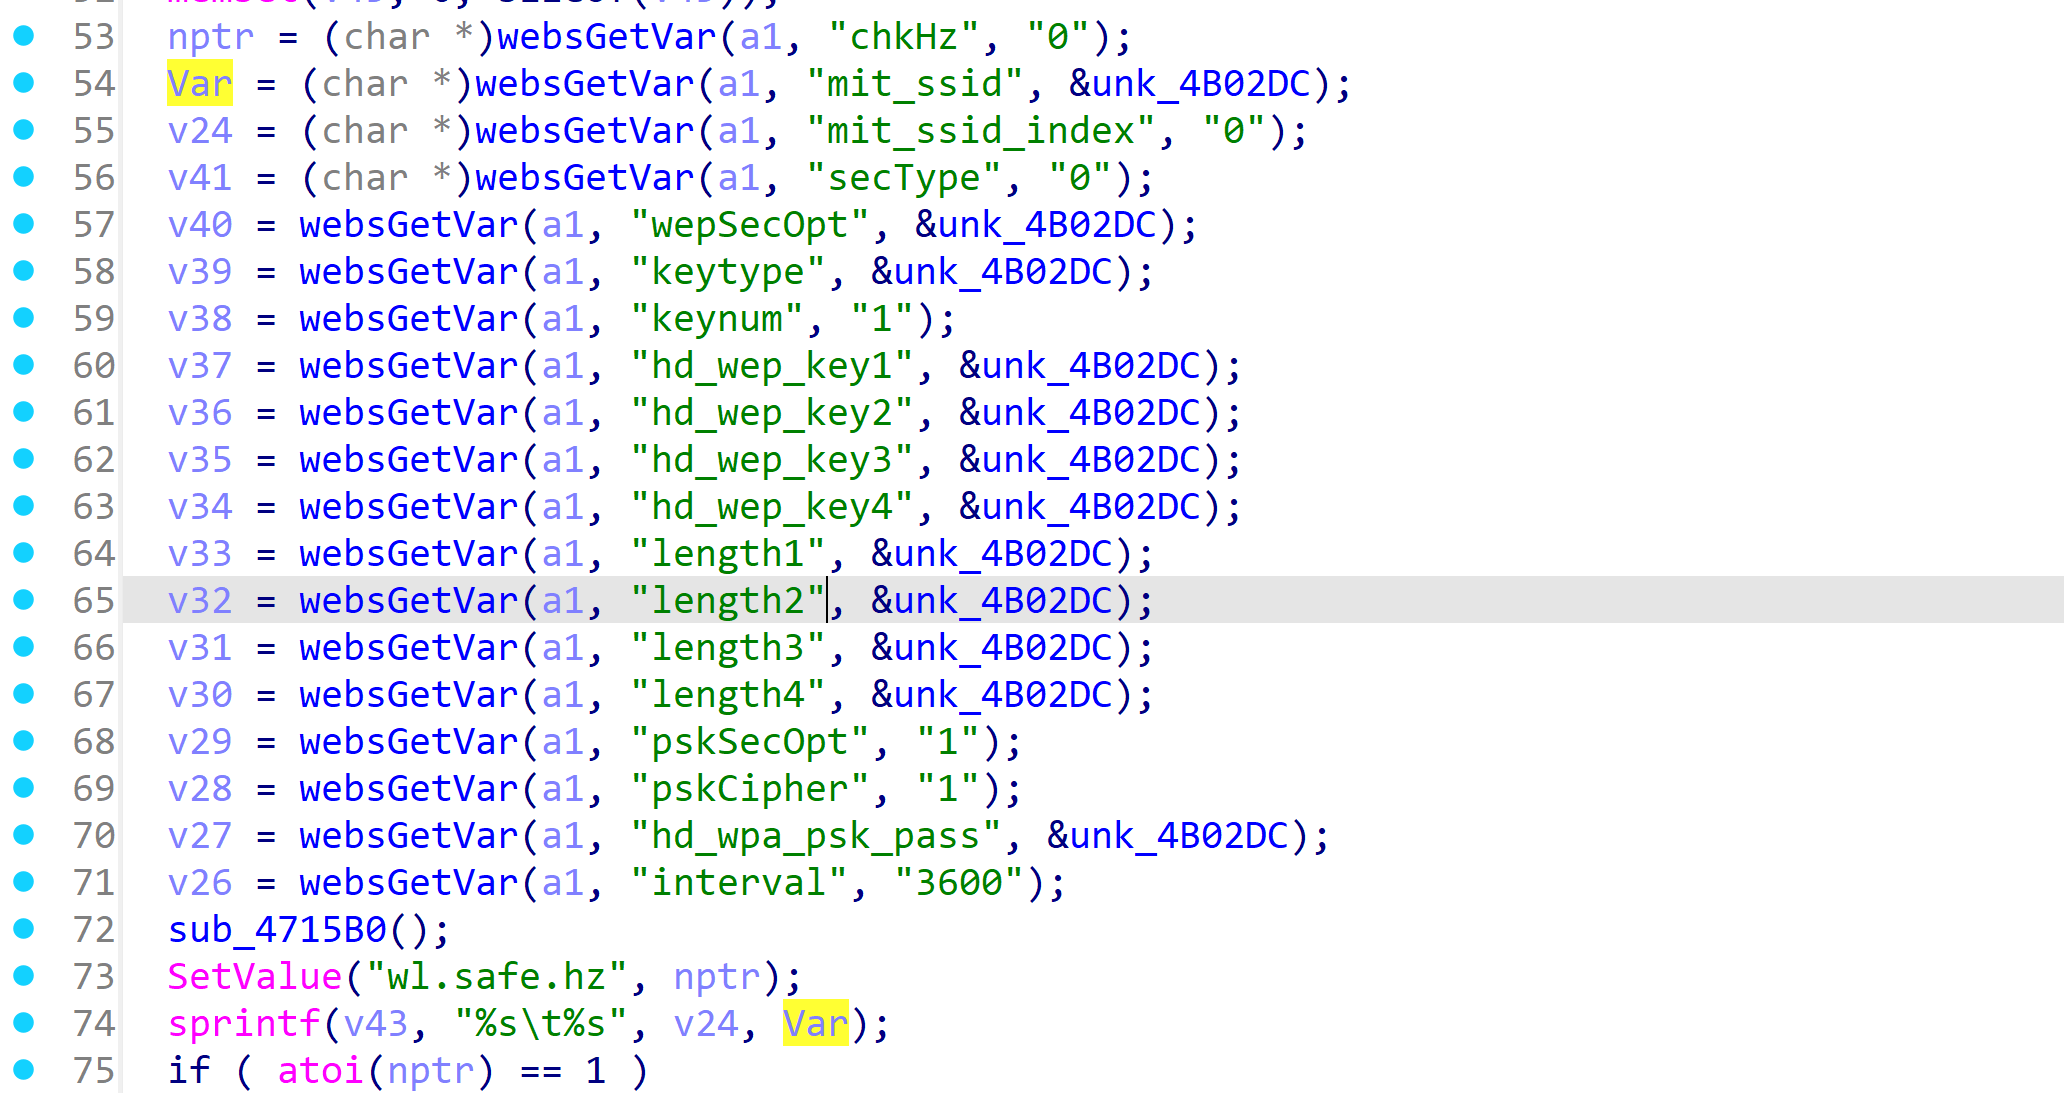 53 nptr = (char *)websGetVar(a1, "chkHz", "0");
54 Var = (char *)websGetVar(a1, "mit_ssid", &unk_4B02DC);
55 v24 = (char *)websGetVar(a1, "mit_ssid_index", "0");
56 v41 = (char *)websGetVar(a1, "secType", "0");
57 v40 = websGetVar(a1, "wepSecOpt", &unk_4B02DC);
58 v39 = websGetVar(a1, "keytype", &unk_4B02DC);
59 v38 = websGetVar(a1, "keynum", "1");
60 v37 = websGetVar(a1, "hd_wep_key1", &unk_4B02DC);
61 v36 = websGetVar(a1, "hd_wep_key2", &unk_4B02DC);
62 v35 = websGetVar(a1, "hd_wep_key3", &unk_4B02DC);
63 v34 = websGetVar(a1, "hd_wep_key4", &unk_4B02DC);
64 v33 = websGetVar(a1, "length1", &unk_4B02DC);
65 v32 = websGetVar(a1, "length2", &unk_4B02DC);
66 v31 = websGetVar(a1, "length3", &unk_4B02DC);
67 v30 = websGetVar(a1, "length4", &unk_4B02DC);
68 v29 = websGetVar(a1, "pskSecOpt", "1");
69 v28 = websGetVar(a1, "pskCipher", "1");
70 v27 = websGetVar(a1, "hd_wpa_psk_pass", &unk_4B02DC);
71 v26 = websGetVar(a1, "interval", "3600");
72 sub_4715B0();
73 SetValue("wl.safe.hz", nptr);
74 sprintf(v43, "%s\t%s", v24, Var);
75 if ( atoi(nptr) == 1 )